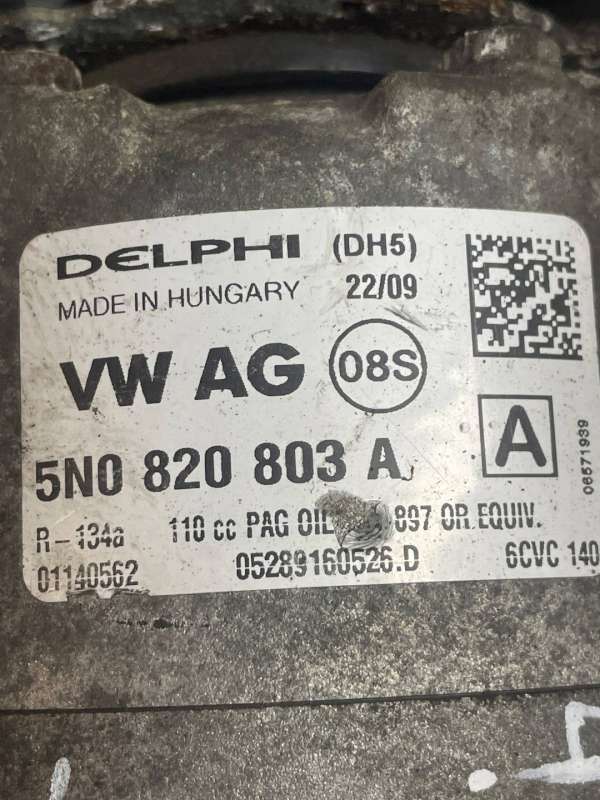 DELPHI (DH5)
MADE IN HUNGARY 22/09
VW AG 08S
5N0 820 803 A A
06571939
R-134a 110 cc PAG OIL 897 OR EQUIV.
01140562 05289160526.D 6CVC 140